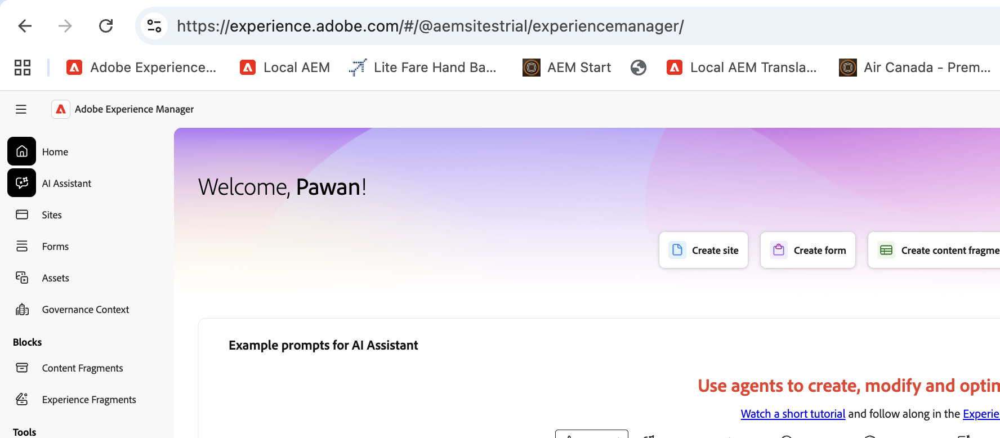 https://experience.adobe.com/#/@aemsitestrial/experiencemanager/
Adobe Experience... Local AEM Lite Fare Hand Ba... AEM Start Local AEM Transla... Air Canada - Prem...
Adobe Experience Manager
Home
AI Assistant
Sites
Forms
Assets
Governance Context
Blocks
Content Fragments
Experience Fragments
Tools
Welcome, Pawan!
Create site Create form Create content fragme
Example prompts for AI Assistant
Use agents to create, modify and optim
Watch a short tutorial and follow along in the Experie